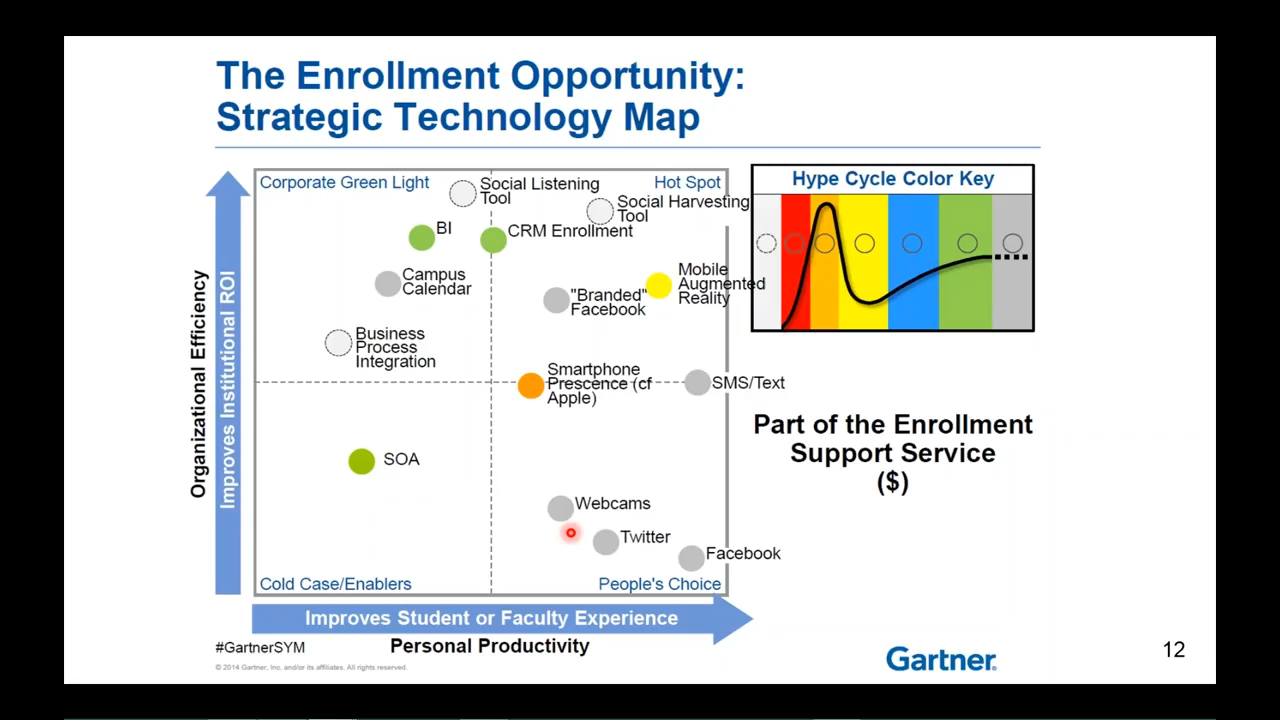 The Enrollment Opportunity:
Strategic Technology Map
Corporate Green Light
Hot Spot
Social Listening
Tool
Social Harvesting
Tool
BI
CRM Enrollment
Campus
Calendar
"Branded"
Facebook
Mobile
Augmented
Reality
Business
Process
Integration
Smartphone
Prescence (cf
Apple)
SMS/Text
SOA
Webcams
Twitter
Facebook
Cold Case/Enablers
People's Choice
Organizational Efficiency
Improves Institutional ROI
Improves Student or Faculty Experience
Personal Productivity
Hype Cycle Color Key
Part of the Enrollment
Support Service
($)
#GartnerSYM
© 2014 Gartner, Inc. and/or its affiliates. All rights reserved.
Gartner.
12